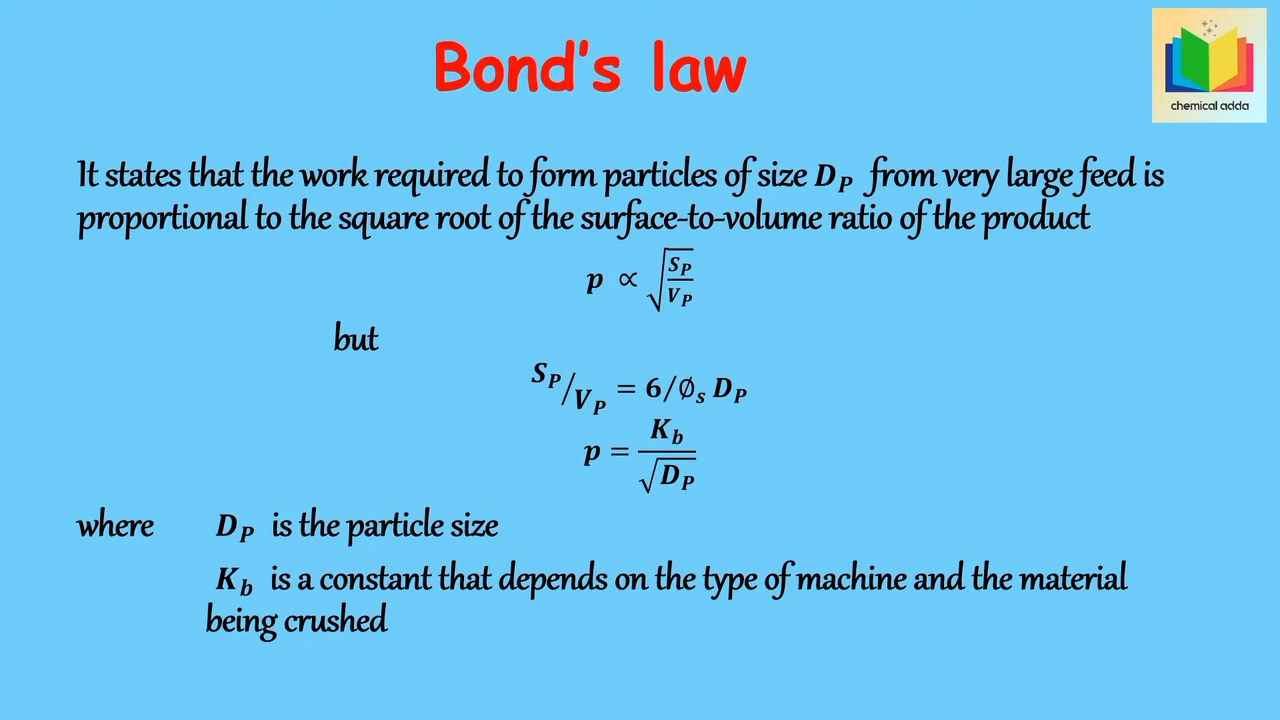 Bond's law
chemical adda
It states that the work required to form particles of size D_P from very large feed is
proportional to the square root of the surface-to-volume ratio of the product
p ∝ √(S_P/V_P)
but
S_P/V_P = 6/∅_s D_P
p = K_b/√D_P
where D_P is the particle size
K_b is a constant that depends on the type of machine and the material
being crushed